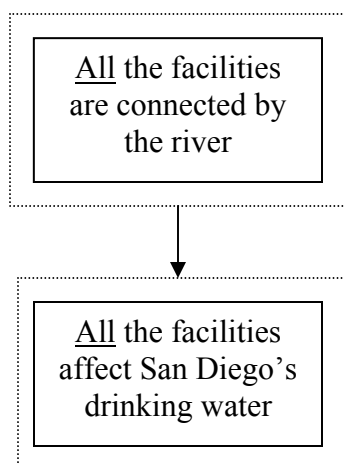 All the facilities
are connected by
the river
All the facilities
affect San Diego’s
drinking water